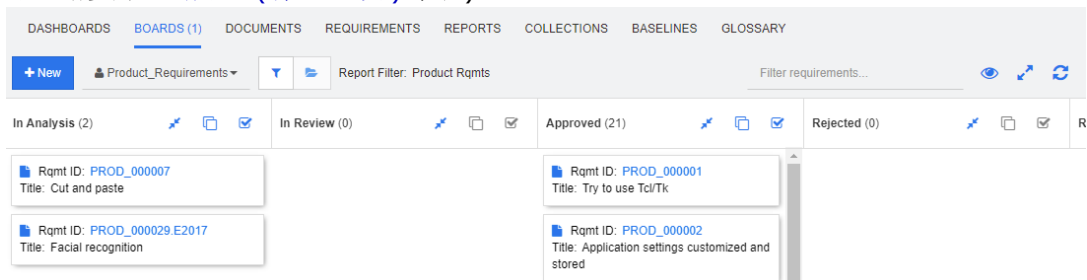 DASHBOARDS BOARDS (1) DOCUMENTS REQUIREMENTS REPORTS COLLECTIONS BASELINES GLOSSARY
+ New Product_Requirements Report Filter: Product Rqmts Filter requirements...
In Analysis (2) In Review (0) Approved (21) Rejected (0) R
Rqmt ID: PROD_000007
Title: Cut and paste
Rqmt ID: PROD_000029.E2017
Title: Facial recognition
Rqmt ID: PROD_000001
Title: Try to use Tcl/Tk
Rqmt ID: PROD_000002
Title: Application settings customized and
stored